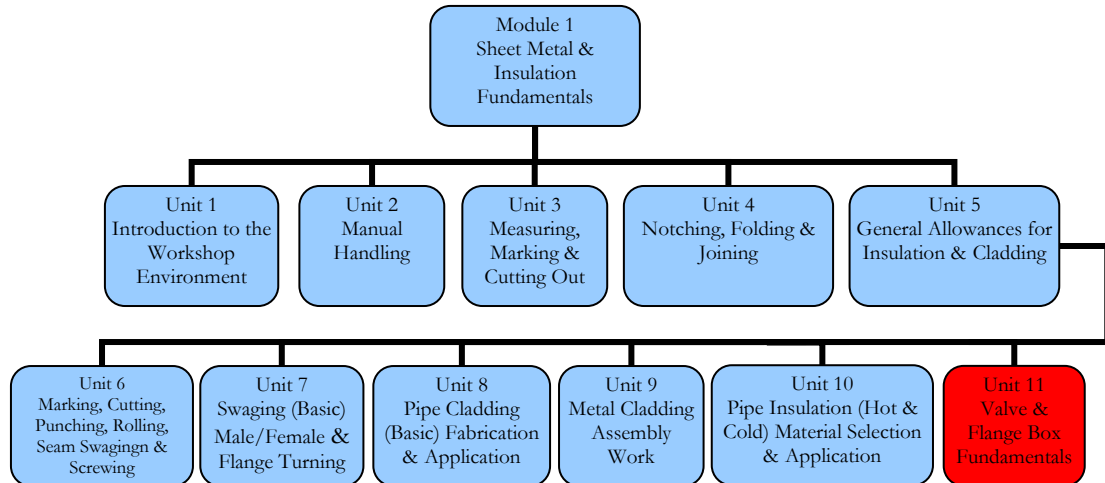 Module 1
Sheet Metal &
Insulation
Fundamentals
Unit 1
Introduction to the
Workshop
Environment
Unit 2
Manual
Handling
Unit 3
Measuring,
Marking &
Cutting Out
Unit 4
Notching, Folding &
Joining
Unit 5
General Allowances for
Insulation & Cladding
Unit 6
Marking, Cutting,
Punching, Rolling,
Seam Swagingn &
Screwing
Unit 7
Swaging (Basic)
Male/Female &
Flange Turning
Unit 8
Pipe Cladding
(Basic) Fabrication
& Application
Unit 9
Metal Cladding
Assembly
Work
Unit 10
Pipe Insulation (Hot &
Cold) Material Selection
& Application
Unit 11
Valve &
Flange Box
Fundamentals